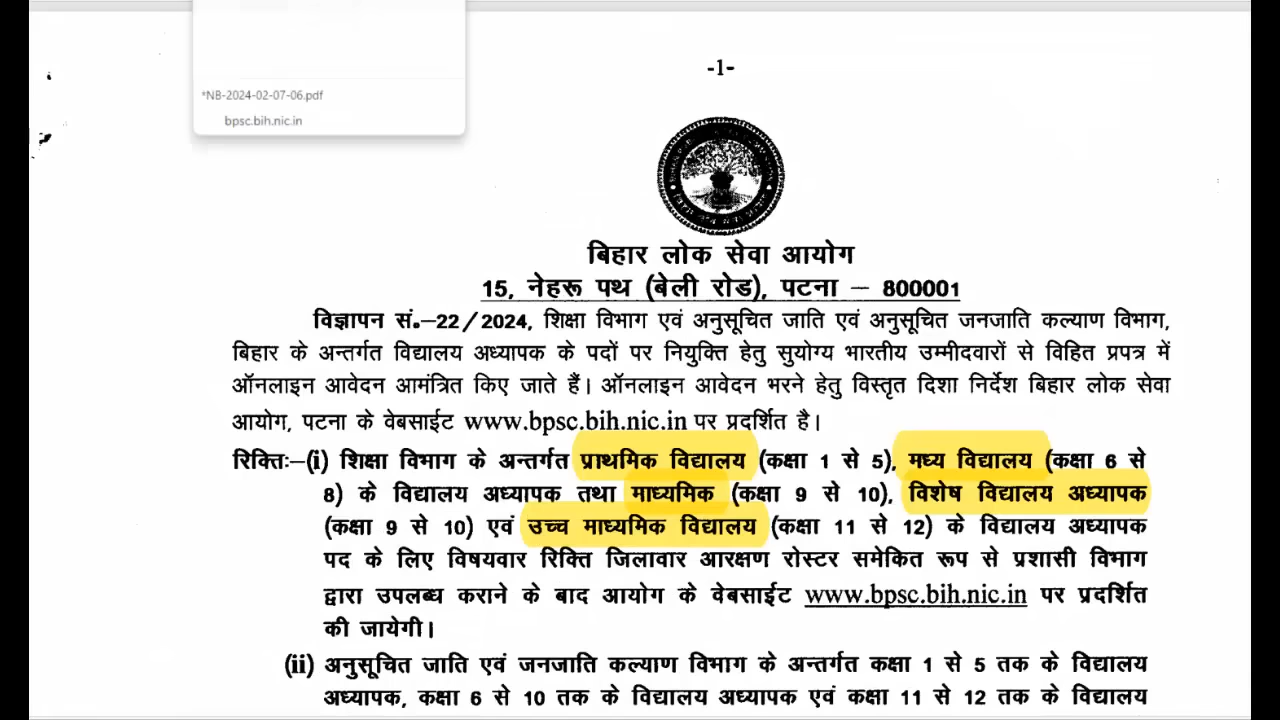 -1-
*NB-2024-02-07-06.pdf
bpsc.bih.nic.in
बिहार लोक सेवा आयोग
15, नेहरू पथ (बेली रोड), पटना – 800001
विज्ञापन सं.–22/2024, शिक्षा विभाग एवं अनुसूचित जाति एवं अनुसूचित जनजाति कल्याण विभाग,
बिहार के अन्तर्गत विद्यालय अध्यापक के पदों पर नियुक्ति हेतु सुयोग्य भारतीय उम्मीदवारों से विहित प्रपत्र में
ऑनलाइन आवेदन आमंत्रित किए जाते हैं। ऑनलाइन आवेदन भरने हेतु विस्तृत दिशा निर्देश बिहार लोक सेवा
आयोग, पटना के वेबसाईट www.bpsc.bih.nic.in पर प्रदर्शित है।
रिक्तिः–(i) शिक्षा विभाग के अन्तर्गत प्राथमिक विद्यालय (कक्षा 1 से 5), मध्य विद्यालय (कक्षा 6 से
8) के विद्यालय अध्यापक तथा माध्यमिक (कक्षा 9 से 10), विशेष विद्यालय अध्यापक
(कक्षा 9 से 10) एवं उच्च माध्यमिक विद्यालय (कक्षा 11 से 12) के विद्यालय अध्यापक
पद के लिए विषयवार रिक्ति जिलावार आरक्षण रोस्टर समेकित रूप से प्रशासी विभाग
द्वारा उपलब्ध कराने के बाद आयोग के वेबसाईट www.bpsc.bih.nic.in पर प्रदर्शित
की जायेगी।
(ii) अनुसूचित जाति एवं जनजाति कल्याण विभाग के अन्तर्गत कक्षा 1 से 5 तक के विद्यालय
अध्यापक, कक्षा 6 से 10 तक के विद्यालय अध्यापक एवं कक्षा 11 से 12 तक के विद्यालय